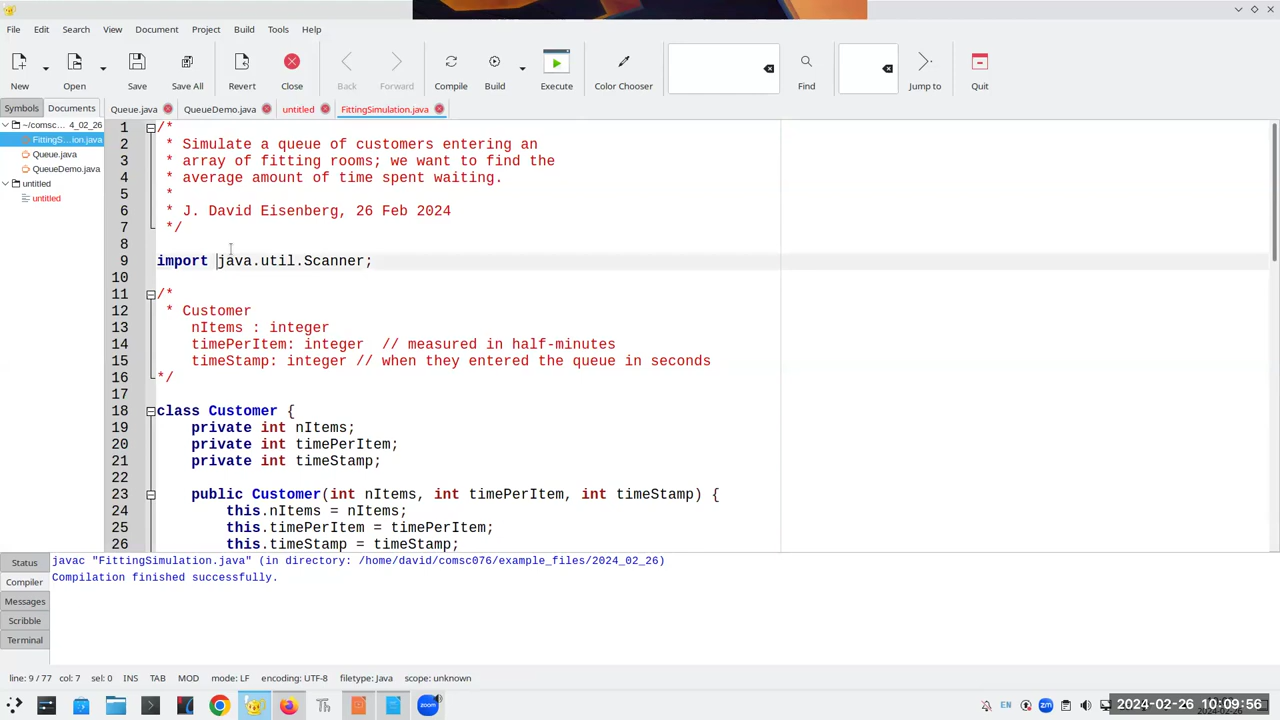 File Edit Search View Document Project Build Tools Help
New Open Save Save All Revert Close Back Forward Compile Build Execute Color Chooser Find Jump to Quit
Symbols Documents
Queue.java QueueDemo.java untitled FittingSimulation.java
~/comsc... 4_02_26
FittingS...ion.java
Queue.java
QueueDemo.java
untitled
untitled
1 /*
2 * Simulate a queue of customers entering an
3 * array of fitting rooms; we want to find the
4 * average amount of time spent waiting.
5 *
6 * J. David Eisenberg, 26 Feb 2024
7 */
8
9 import java.util.Scanner;
10
11 /*
12 * Customer
13 nItems : integer
14 timePerItem: integer // measured in half-minutes
15 timeStamp: integer // when they entered the queue in seconds
16 */
17
18 class Customer {
19 private int nItems;
20 private int timePerItem;
21 private int timeStamp;
22
23 public Customer(int nItems, int timePerItem, int timeStamp) {
24 this.nItems = nItems;
25 this.timePerItem = timePerItem;
26 this.timeStamp = timeStamp;
Status
Compiler
Messages
Scribble
Terminal
javac "FittingSimulation.java" (in directory: /home/david/comsc076/example_files/2024_02_26)
Compilation finished successfully.
line: 9 / 77 col: 7 sel: 0 INS TAB MOD mode: LF encoding: UTF-8 filetype: Java scope: unknown
Th zoom EN zm 2024-02-26 10:09:56